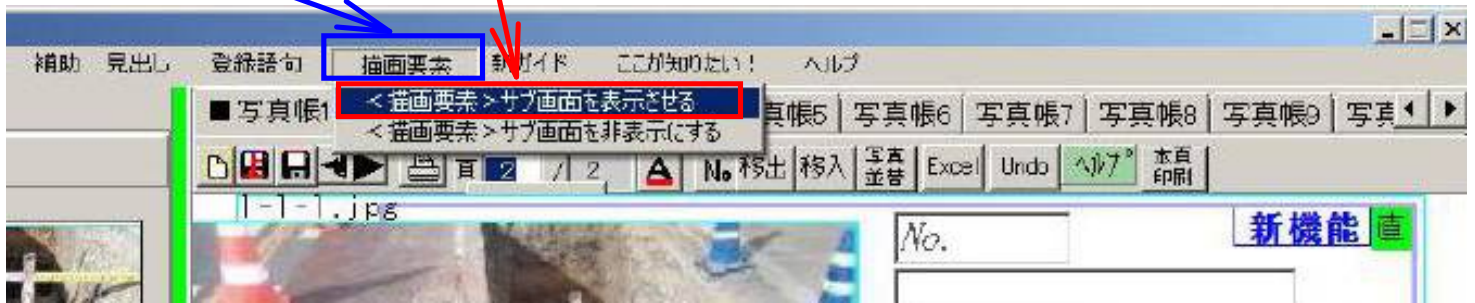 補助 見出し 登録語句 描画要素 新ガイド ここが知りたい! ヘルプ
■写真帳1 <描画要素>サブ画面を表示させる 真帳5 写真帳6 写真帳7 写真帳8 写真帳9 写真
<描画要素>サブ画面を非表示にする
頁 2 / 2 A No 移出 移入 写真並替 Excel Undo ヘルプ 本頁印刷
1-1-1.jpg
No.
新機能 直